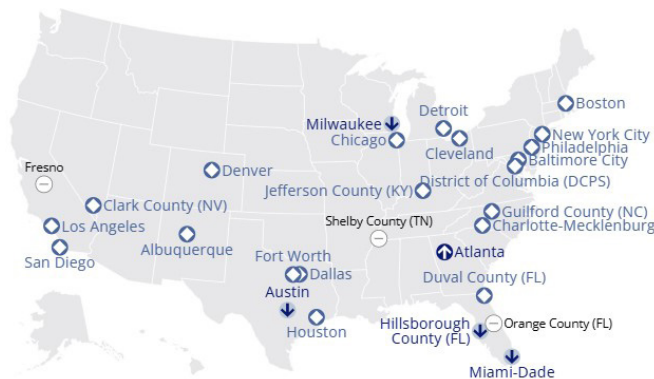 Boston
Detroit
Milwaukee
New York City
Chicago
Philadelphia
Cleveland
Baltimore City
Fresno
Denver
District of Columbia (DCPS)
Jefferson County (KY)
Clark County (NV)
Guilford County (NC)
Shelby County (TN)
Los Angeles
Charlotte-Mecklenburg
Albuquerque
Atlanta
San Diego
Fort Worth
Dallas
Duval County (FL)
Austin
Houston
Hillsborough
County (FL)
Orange County (FL)
Miami-Dade